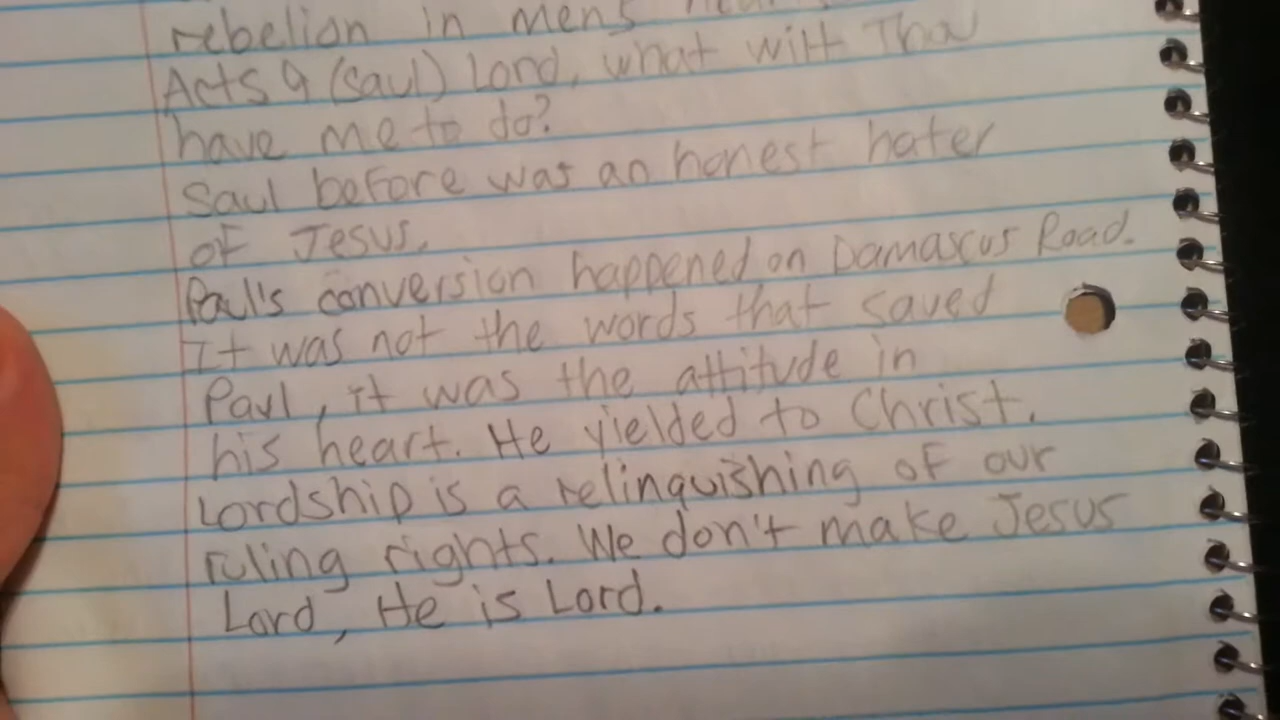 rebelion in mens
Acts 9 (Saul) Lord, what wilt Thou
have me to do?
Saul before was an honest hater
of Jesus.
Paul's conversion happened on Damascus Road.
It was not the words that saved
Paul, it was the attitude in
his heart. He yielded to Christ.
Lordship is a relinquishing of our
ruling rights. We don't make Jesus
Lord, He is Lord.